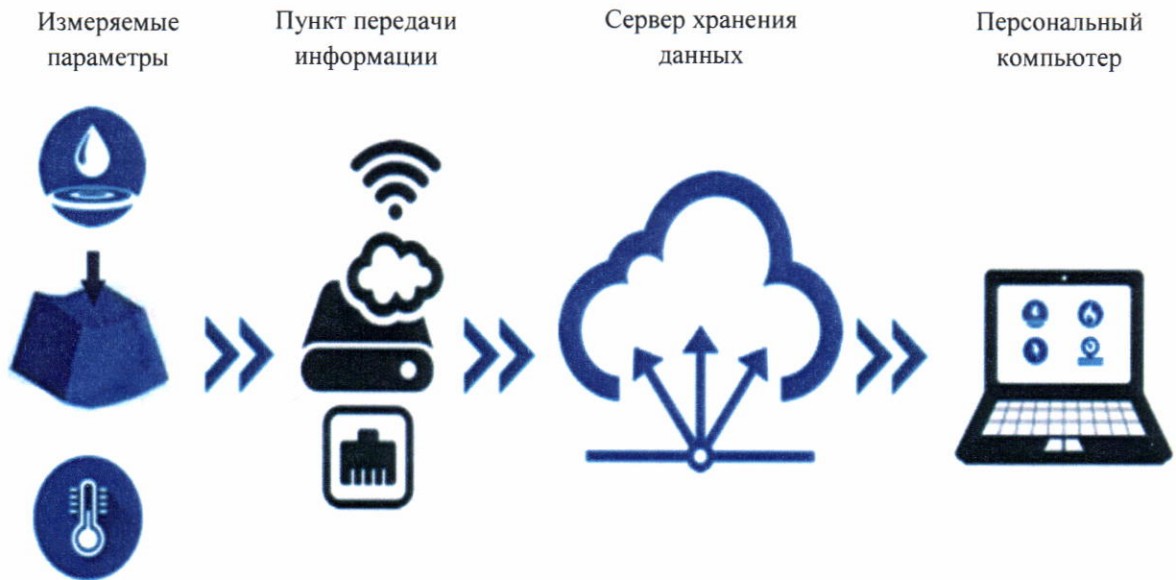 Измеряемые
параметры
Пункт передачи
информации
Сервер хранения
данных
Персональный
компьютер